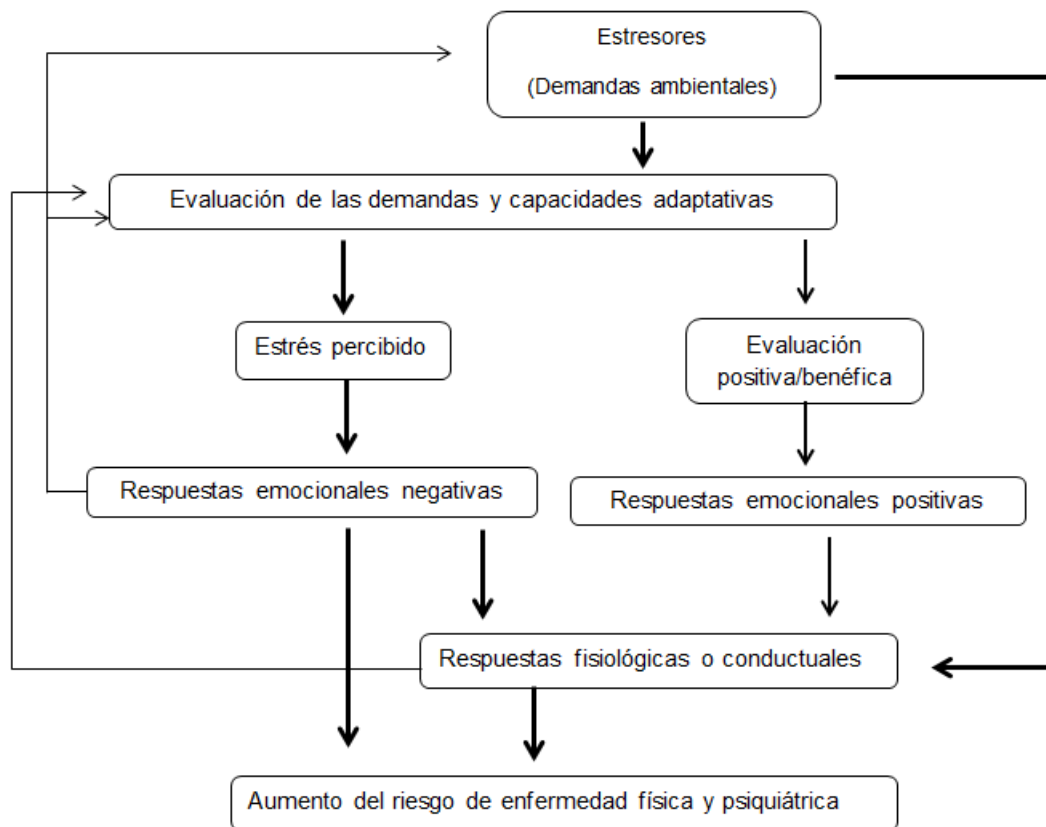 Estresores
(Demandas ambientales)
Evaluación de las demandas y capacidades adaptativas
Estrés percibido
Evaluación
positiva/benéfica
Respuestas emocionales negativas
Respuestas emocionales positivas
Respuestas fisiológicas o conductuales
Aumento del riesgo de enfermedad física y psiquiátrica